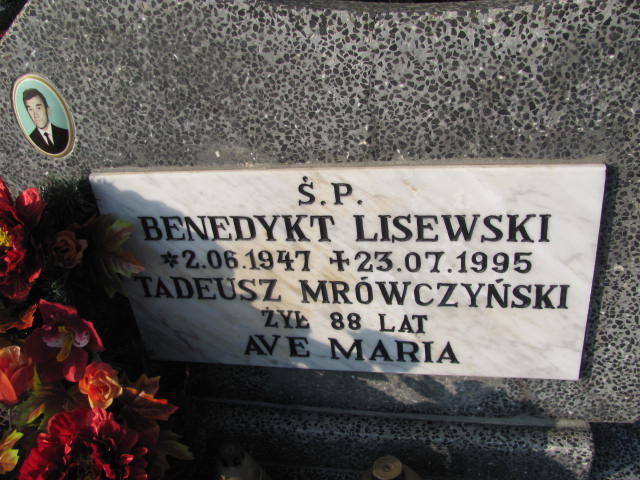 Ś.P.
BENEDYKT LISEWSKI
*2.06.1947 +23.07.1995
TADEUSZ MRÓWCZYŃSKI
ŻYŁ 88 LAT
AVE MARIA